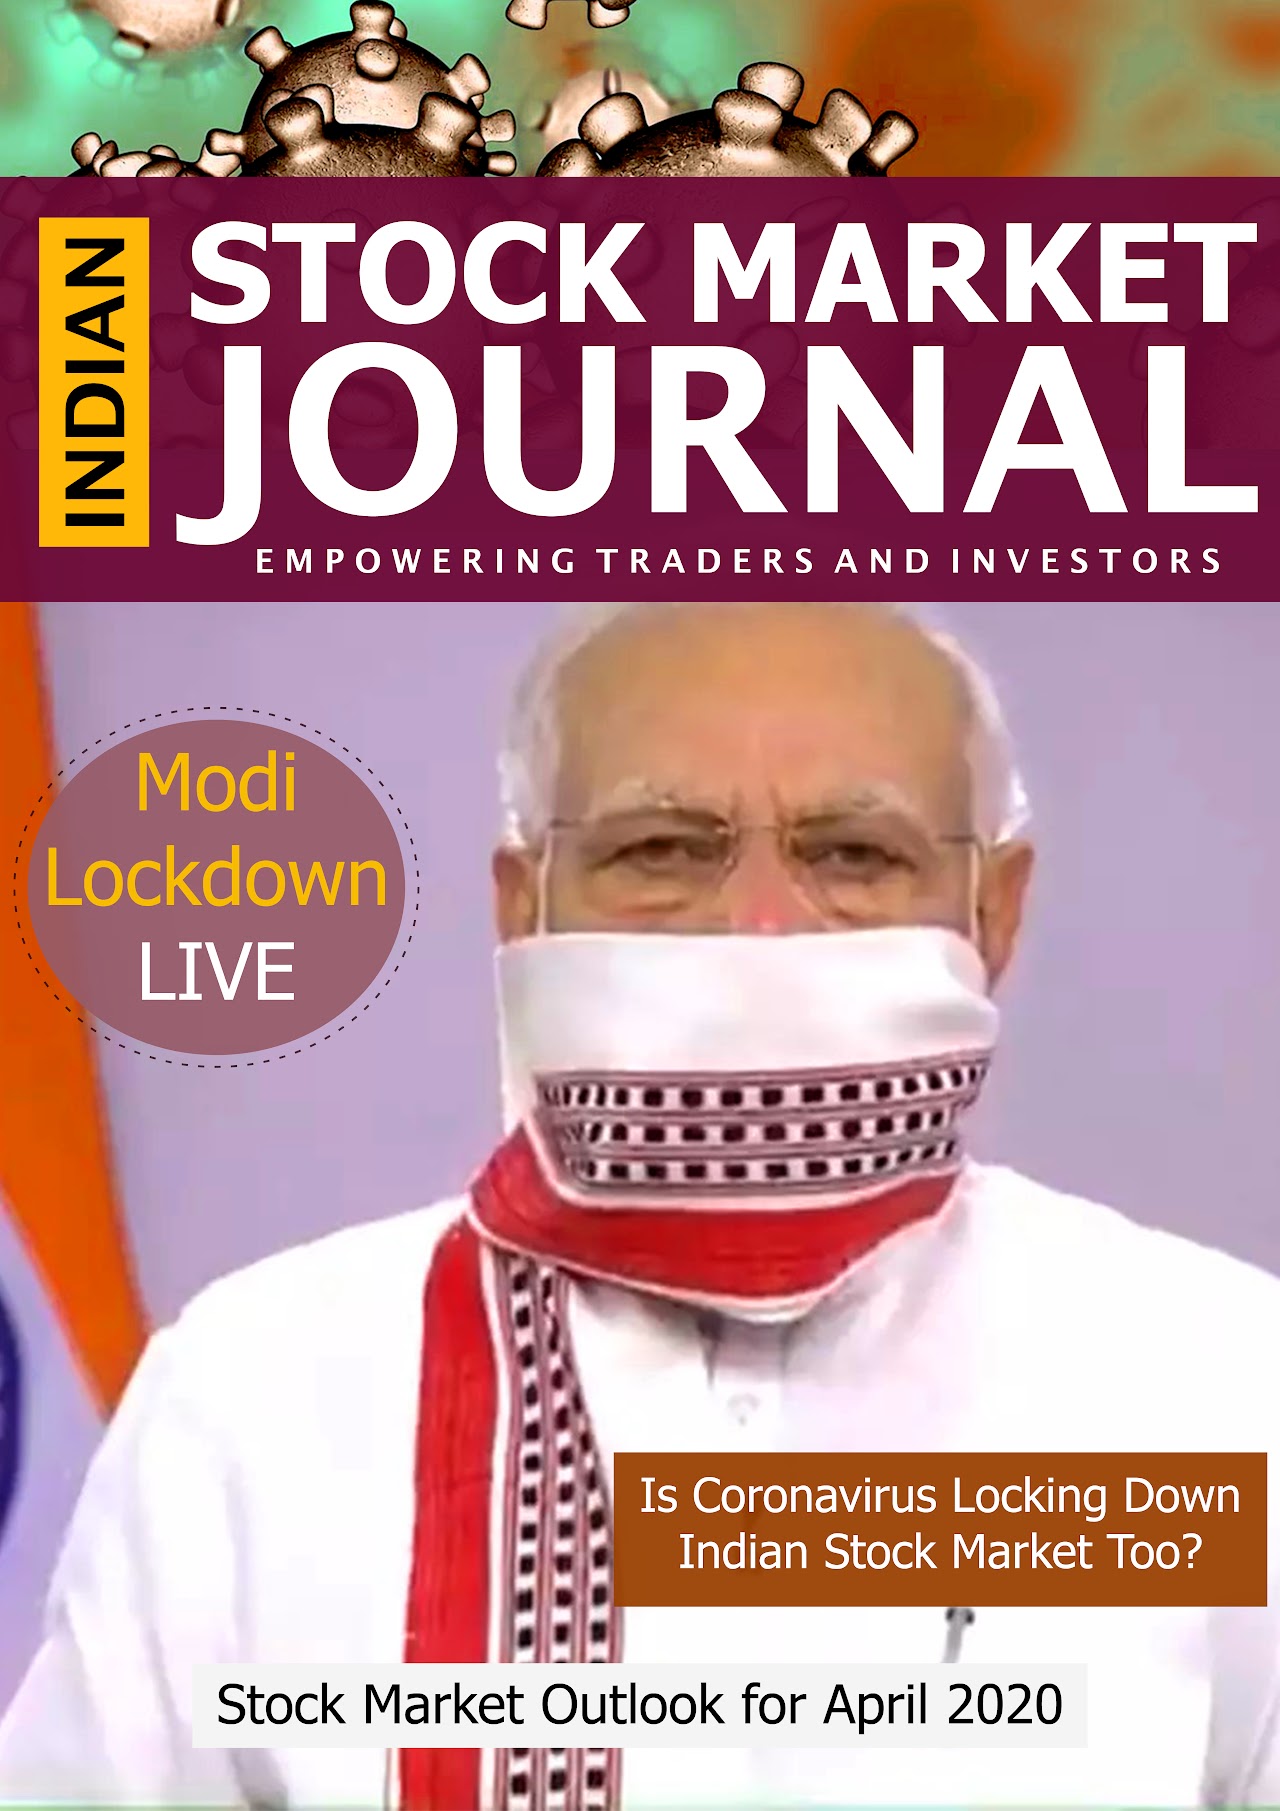 INDIAN
STOCK MARKET
JOURNAL
EMPOWERING TRADERS AND INVESTORS
Modi
Lockdown
LIVE
Is Coronavirus Locking Down
Indian Stock Market Too?
Stock Market Outlook for April 2020